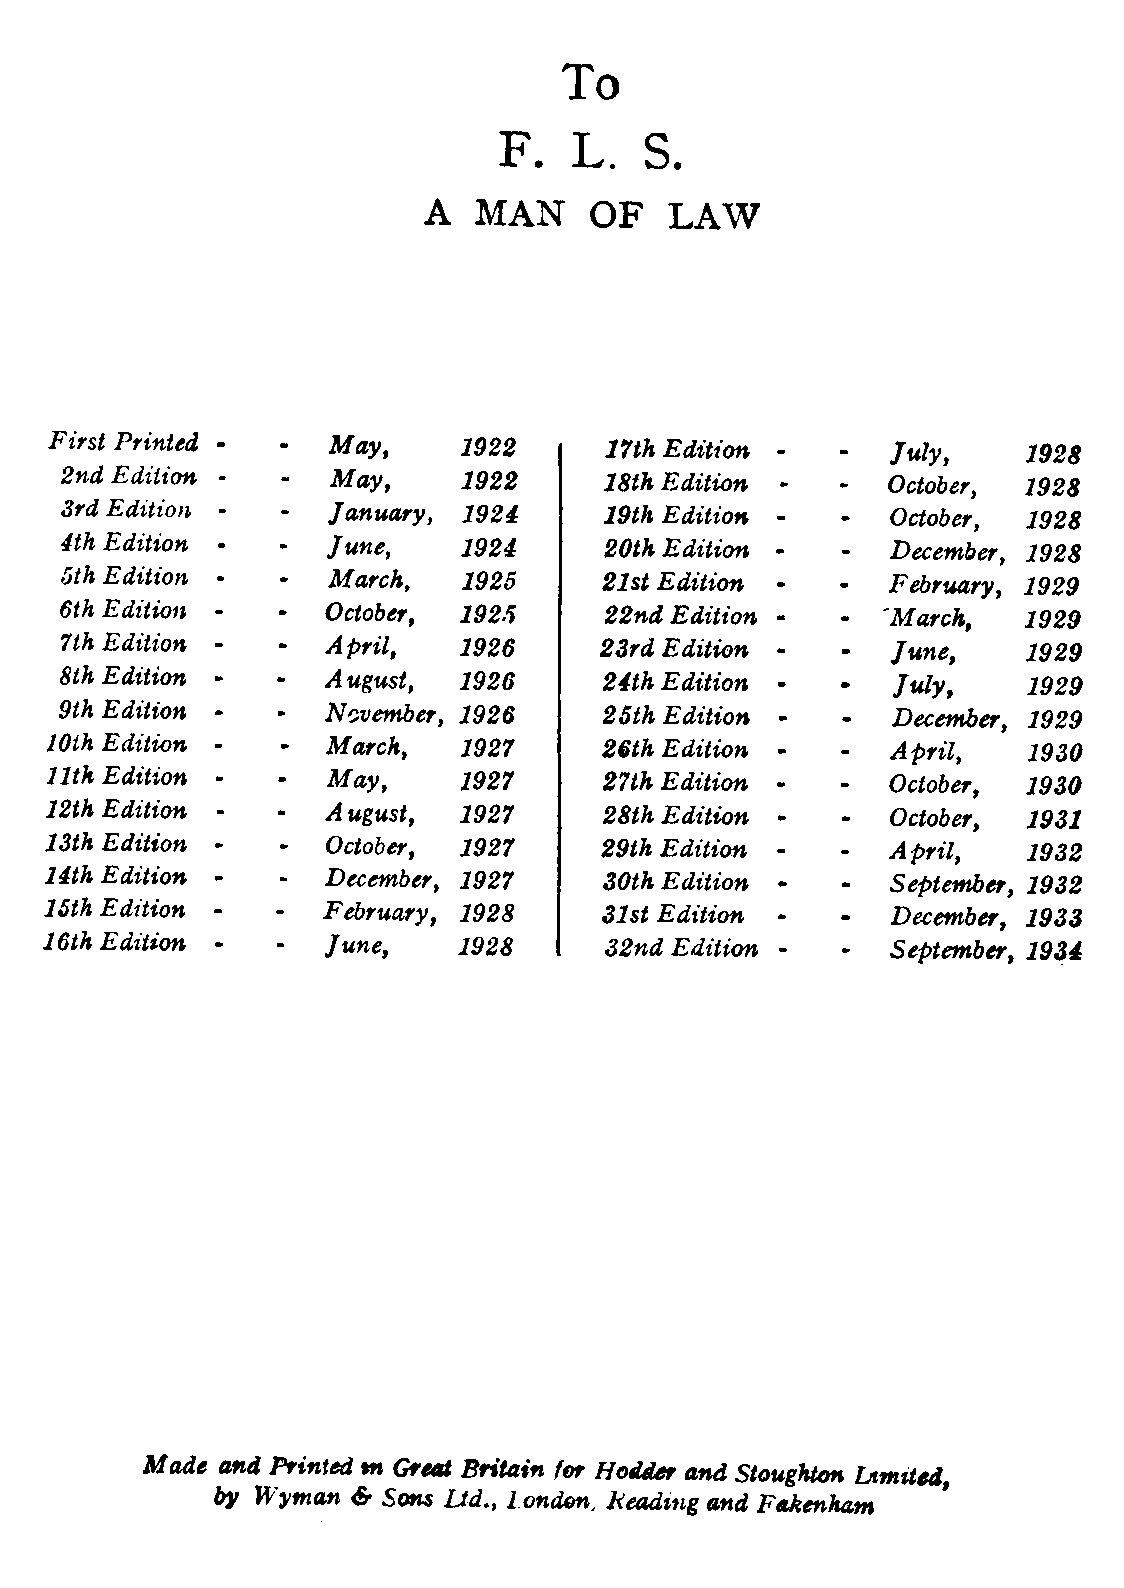 To
F. L. S.
A MAN OF LAW
First Printed - - May, 1922
2nd Edition - - May, 1922
3rd Edition - - January, 1924
4th Edition - - June, 1924
5th Edition - - March, 1925
6th Edition - - October, 1925
7th Edition - - April, 1926
8th Edition - - August, 1926
9th Edition - - November, 1926
10th Edition - - March, 1927
11th Edition - - May, 1927
12th Edition - - August, 1927
13th Edition - - October, 1927
14th Edition - - December, 1927
15th Edition - - February, 1928
16th Edition - - June, 1928
17th Edition - - July, 1928
18th Edition - - October, 1928
19th Edition - - October, 1928
20th Edition - - December, 1928
21st Edition - - February, 1929
22nd Edition - - March, 1929
23rd Edition - - June, 1929
24th Edition - - July, 1929
25th Edition - - December, 1929
26th Edition - - April, 1930
27th Edition - - October, 1930
28th Edition - - October, 1931
29th Edition - - April, 1932
30th Edition - - September, 1932
31st Edition - - December, 1933
32nd Edition - - September, 1934
Made and Printed in Great Britain for Hodder and Stoughton Limited,
by Wyman & Sons Ltd., London, Reading and Fakenham